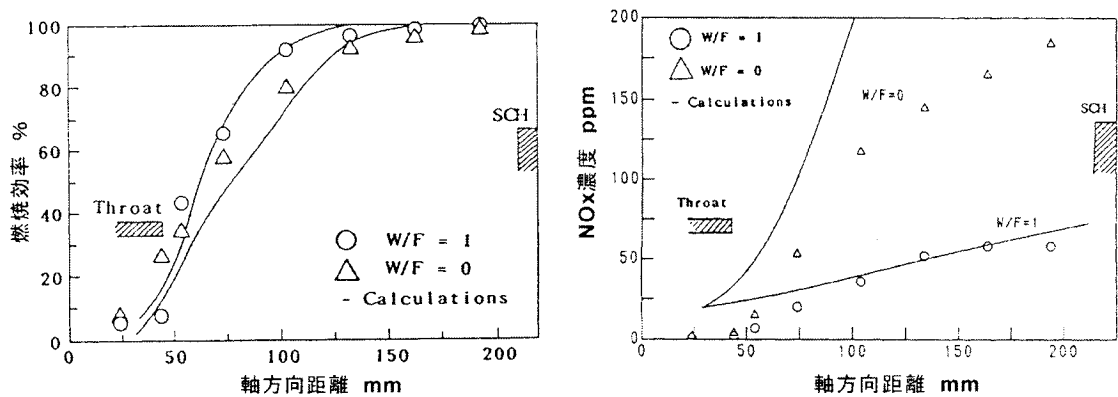 燃焼効率 %
100
80
60
40
20
0
Throat
SCH
○ W/F = 1
△ W/F = 0
- Calculations
0
50
100
150
200
軸方向距離 mm
NOx濃度 ppm
200
150
100
50
0
○ W/F = 1
△ W/F = 0
- Calculations
W/F=0
SCH
Throat
W/F=1
0
50
100
150
200
軸方向距離 mm